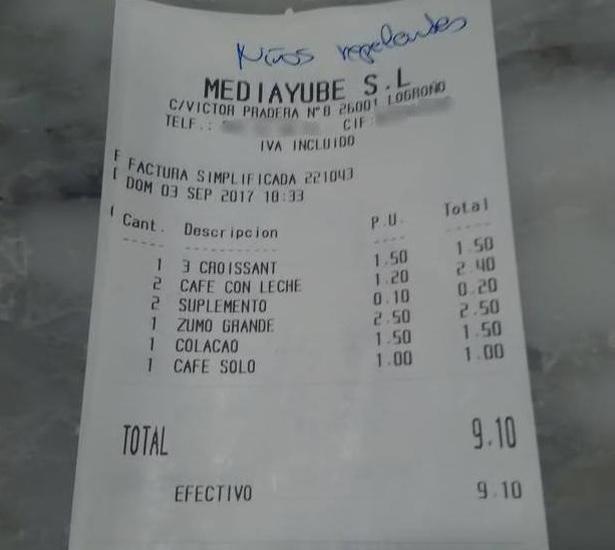 Niños repelentes
MEDIAYUBE S.L
C/VICTOR PRADERA Nº8 26001 LOGROÑO
TELF.: CIF
IVA INCLUIDO
FACTURA SIMPLIFICADA 221043
DOM 03 SEP 2017 10:33
Cant. Descripcion P.U. Total
1 3 CROISSANT 1.50 1.50
2 CAFE CON LECHE 1.20 2.40
2 SUPLEMENTO 0.10 0.20
1 ZUMO GRANDE 2.50 2.50
1 COLACAO 1.50 1.50
1 CAFE SOLO 1.00 1.00
TOTAL 9.10
EFECTIVO 9.10